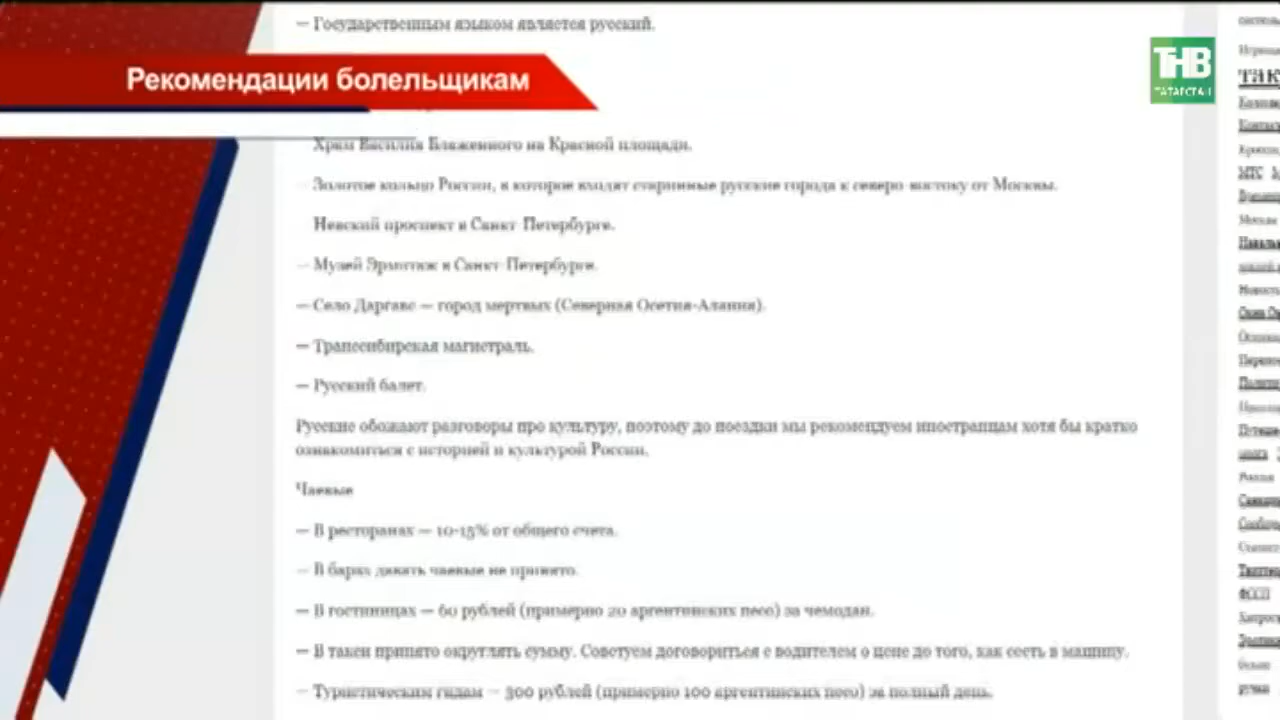 — Государственным языком является русский.
Рекомендации болельщикам
ТНВ
ТАТАРСТАН
Храм Василия Блаженного на Красной площади.
— Золотое кольцо России, в которое входят старинные русские города к северо-востоку от Москвы.
Невский проспект в Санкт-Петербурге.
— Музей Эрмитаж в Санкт-Петербурге.
— Село Даргавс — город мертвых (Северная Осетия-Алания).
— Транссибирская магистраль.
— Русский балет.
Русские обожают разговоры про культуру, поэтому до поездки мы рекомендуем иностранцам хотя бы кратко
ознакомиться с историей и культурой России.
Чаевые
— В ресторанах — 10-15% от общего счета.
— В барах давать чаевые не принято.
— В гостиницах — 60 рублей (примерно 20 аргентинских песо) за чемодан.
— В такси принято округлять сумму. Советуем договориться с водителем о цене до того, как сесть в машину.
— Туристическим гидам — 300 рублей (примерно 100 аргентинских песо) за полный день.
так
МТС
ФССП